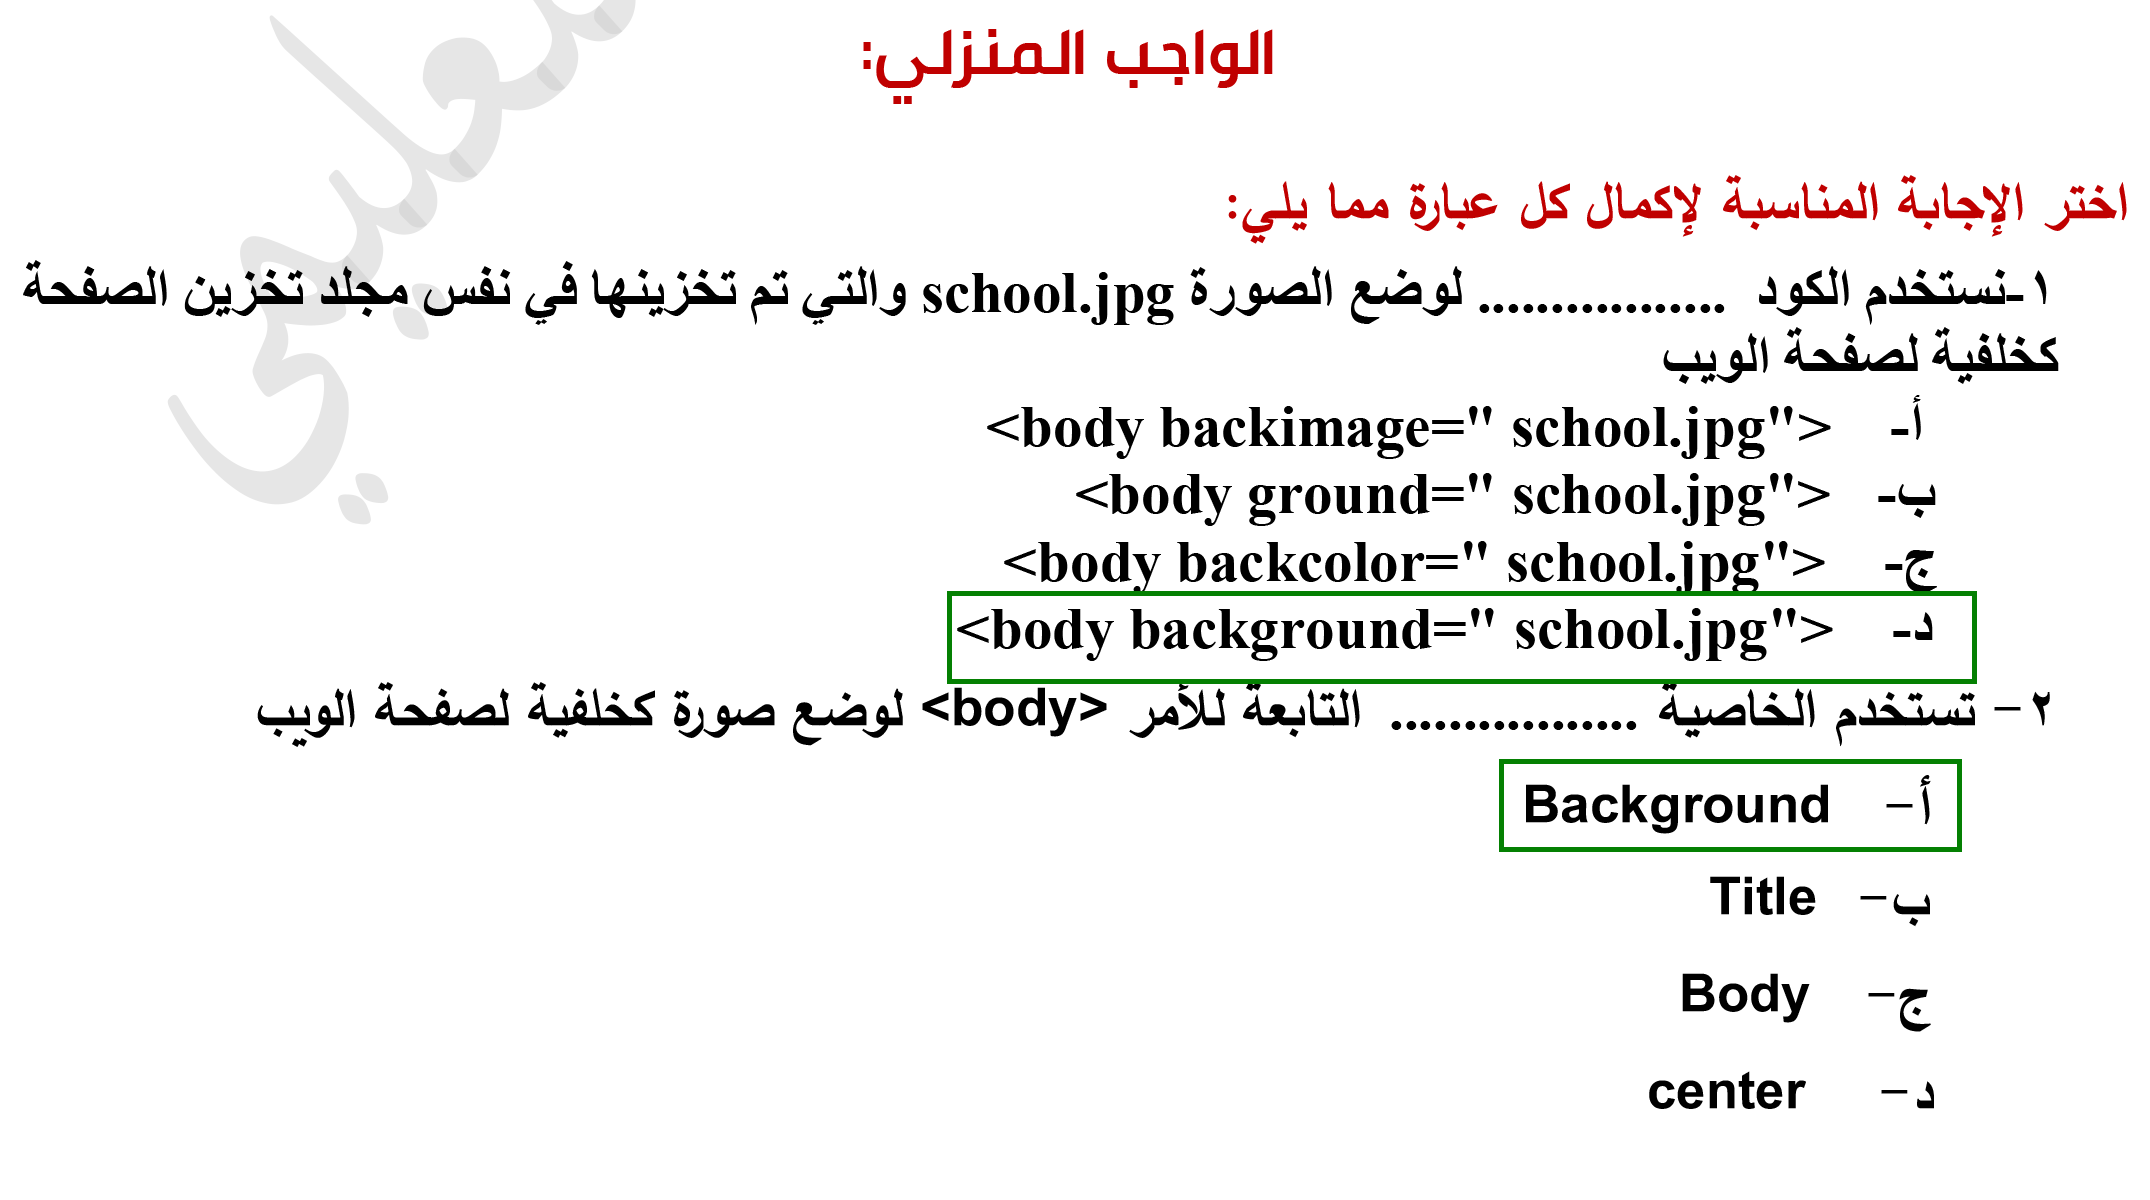 الواجب المنزلي:
اختر الإجابة المناسبة لإكمال كل عبارة مما يلي:
١-نستخدم الكود ................. لوضع الصورة school.jpg والتي تم تخزينها في نفس مجلد تخزين الصفحة
كخلفية لصفحة الويب
أ- <body backimage=" school.jpg">
ب- <body ground=" school.jpg">
ج- <body backcolor=" school.jpg">
د- <body background=" school.jpg">
٢- تستخدم الخاصية ................. التابعة للأمر <body> لوضع صورة كخلفية لصفحة الويب
أ- Background
ب- Title
ج- Body
د- center